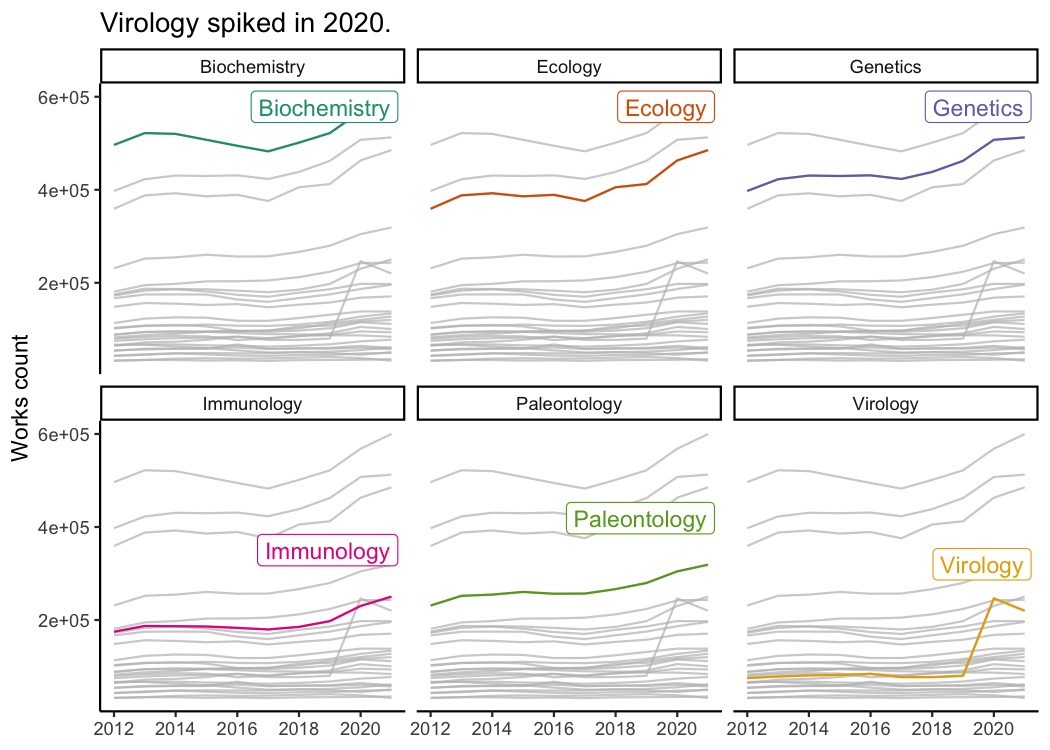 Virology spiked in 2020.
Biochemistry
Ecology
Genetics
6e+05
4e+05
2e+05
Biochemistry
Ecology
Genetics
Works count
Immunology
Paleontology
Virology
6e+05
4e+05
2e+05
Immunology
Paleontology
Virology
2012 2014 2016 2018 2020
2012 2014 2016 2018 2020
2012 2014 2016 2018 2020